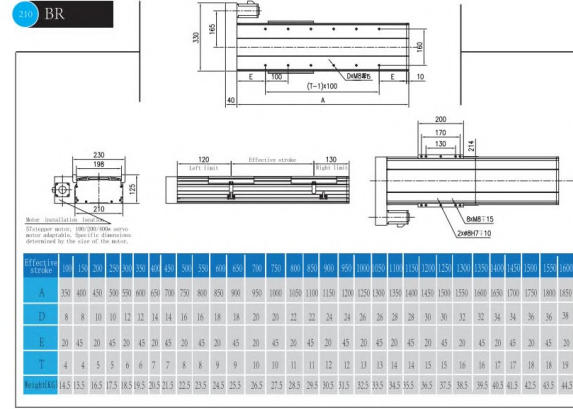 210 BR
330
165
160
E
100
DxM8
(T-1)x100
E
10
40
A
230
198
125
210
Motor installation location
57stepper motor, 100/200/400w servo
motor adaptable. Specific dimensions
determined by the size of the motor.
120
Effective stroke
130
Left limit
Right limit
200
170
130
214
8xM8↧15
2xø8H7↧10
Effective stroke 100 150 200 250 300 350 400 450 500 550 600 650 700 750 800 850 900 950 1000 1050 1100 1150 1200 1250 1300 1350 1400 1450 1500 1550 1600
A 350 400 450 500 550 600 650 700 750 800 850 900 950 1000 1050 1100 1150 1200 1250 1300 1350 1400 1450 1500 1550 1600 1650 1700 1750 1800 1850
D 8 8 10 10 12 12 14 14 16 16 18 18 20 20 22 22 24 24 26 26 28 28 30 30 32 32 34 34 36 36 38
E 20 45 20 45 20 45 20 45 20 45 20 45 20 45 20 45 20 45 20 45 20 45 20 45 20 45 20 45 20 45 20
T 4 4 5 5 6 6 7 7 8 8 9 9 10 10 11 11 12 12 13 13 14 14 15 15 16 16 17 17 18 18 19
Weight(KG) 14.5 15.5 16.5 17.5 18.5 19.5 20.5 21.5 22.5 23.5 24.5 25.5 26.5 27.5 28.5 29.5 30.5 31.5 32.5 33.5 34.5 35.5 36.5 37.5 38.5 39.5 40.5 41.5 42.5 43.5 44.5